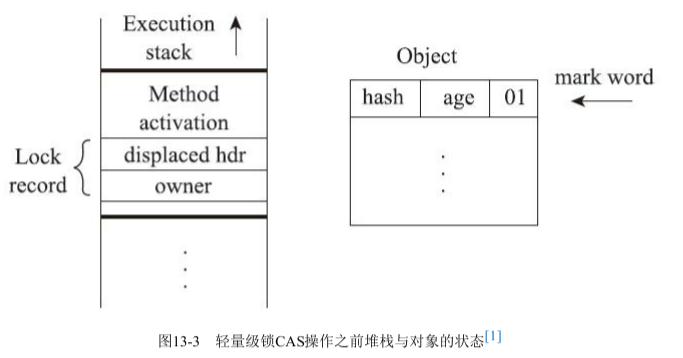 Execution
stack
Method
activation
Lock
record
displaced hdr
owner
Object
hash age 01
mark word
图13-3 轻量级锁CAS操作之前堆栈与对象的状态[1]